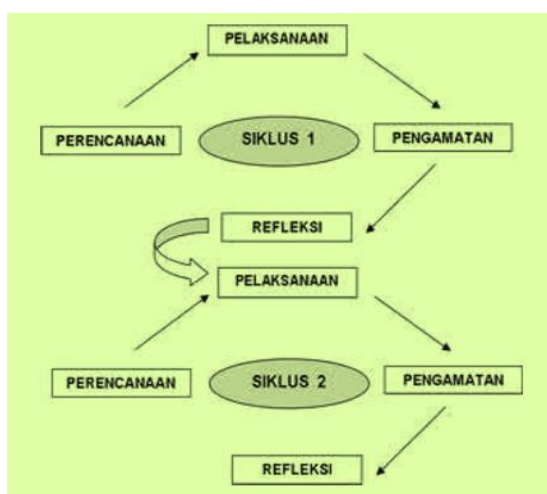 PELAKSANAAN
PERENCANAAN
SIKLUS 1
PENGAMATAN
REFLEKSI
PELAKSANAAN
PERENCANAAN
SIKLUS 2
PENGAMATAN
REFLEKSI